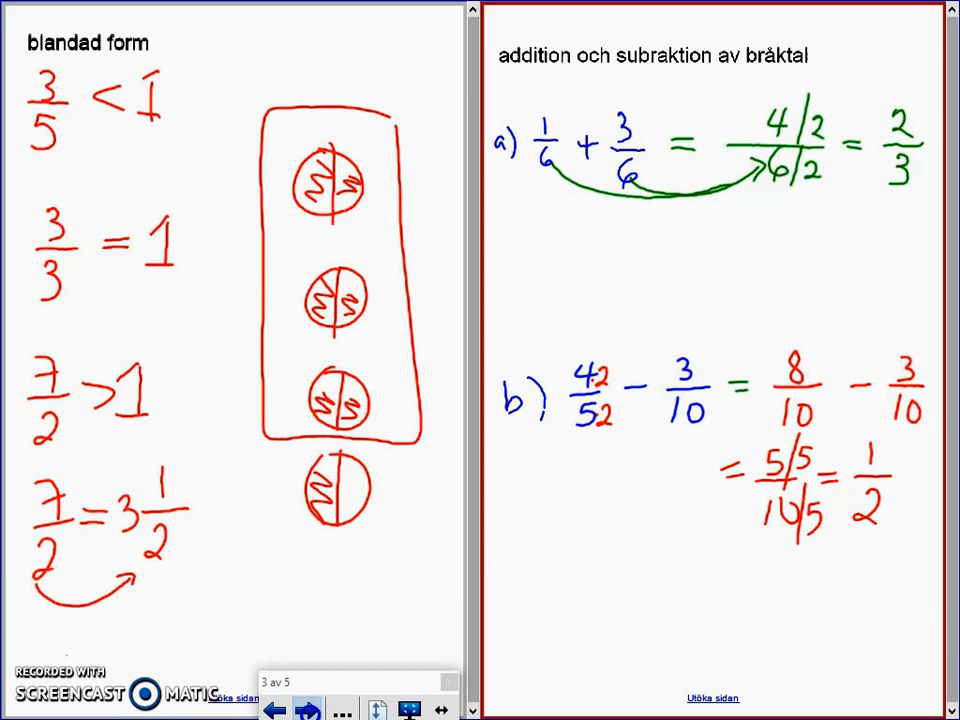 blandad form
3/5 < 1
3/3 = 1
7/2 > 1
7/2 = 3 1/2
RECORDED WITH
SCREENCAST MATIC
Utöka sidan
3 av 5
...
addition och subraktion av bråktal
a) 1/6 + 3/6 = 4/2 / 6/2 = 2/3
b) 4·2/5·2 - 3/10 = 8/10 - 3/10
= 5/5 / 10/5 = 1/2
Utöka sidan